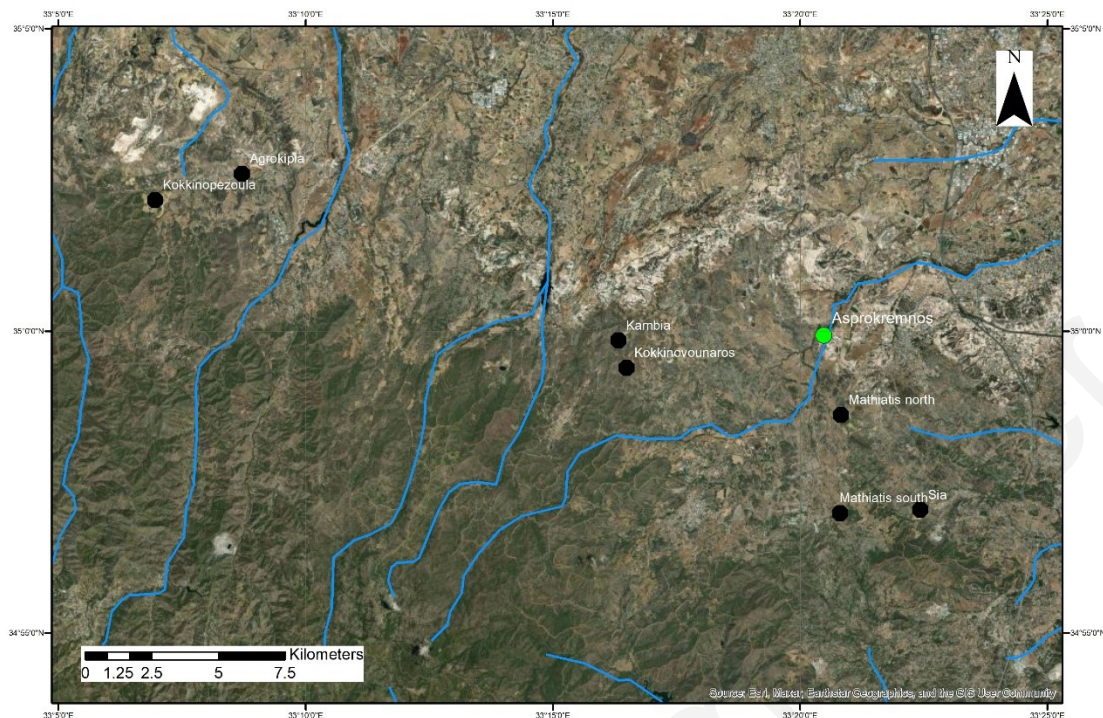 33°5'0"E 33°10'0"E 33°15'0"E 33°20'0"E 33°25'0"E
35°5'0"N 35°5'0"N
N
Agrokipia
Kokkinopezoula
35°0'0"N 35°0'0"N
Asprokremnos
Kambia
Kokkinovounaros
Mathiatis north
Mathiatis south Sia
34°55'0"N 34°55'0"N
Kilometers
0 1.25 2.5 5 7.5
Source: Esri, Maxar, Earthstar Geographics, and the GIS User Community
33°5'0"E 33°10'0"E 33°15'0"E 33°20'0"E 33°25'0"E